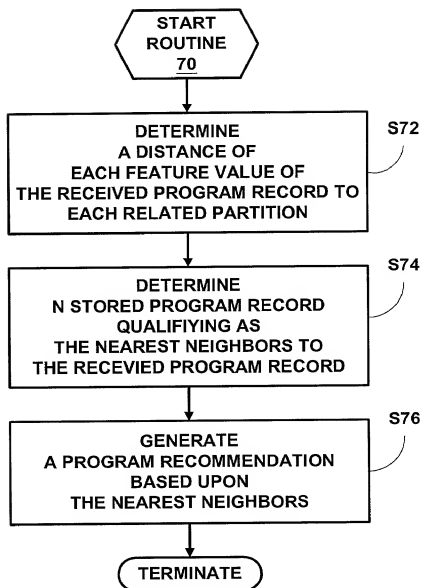 START
ROUTINE
70
DETERMINE
A DISTANCE OF
EACH FEATURE VALUE OF
THE RECEIVED PROGRAM RECORD TO
EACH RELATED PARTITION
S72
DETERMINE
N STORED PROGRAM RECORD
QUALIFIYING AS
THE NEAREST NEIGHBORS TO
THE RECEVIED PROGRAM RECORD
S74
GENERATE
A PROGRAM RECOMMENDATION
BASED UPON
THE NEAREST NEIGHBORS
S76
TERMINATE